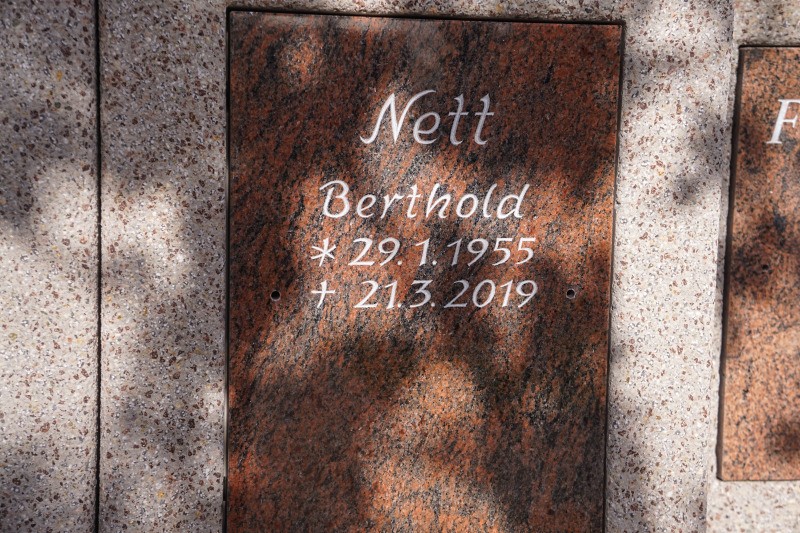 Nett
Berthold
* 29.1.1955
† 21.3.2019
F